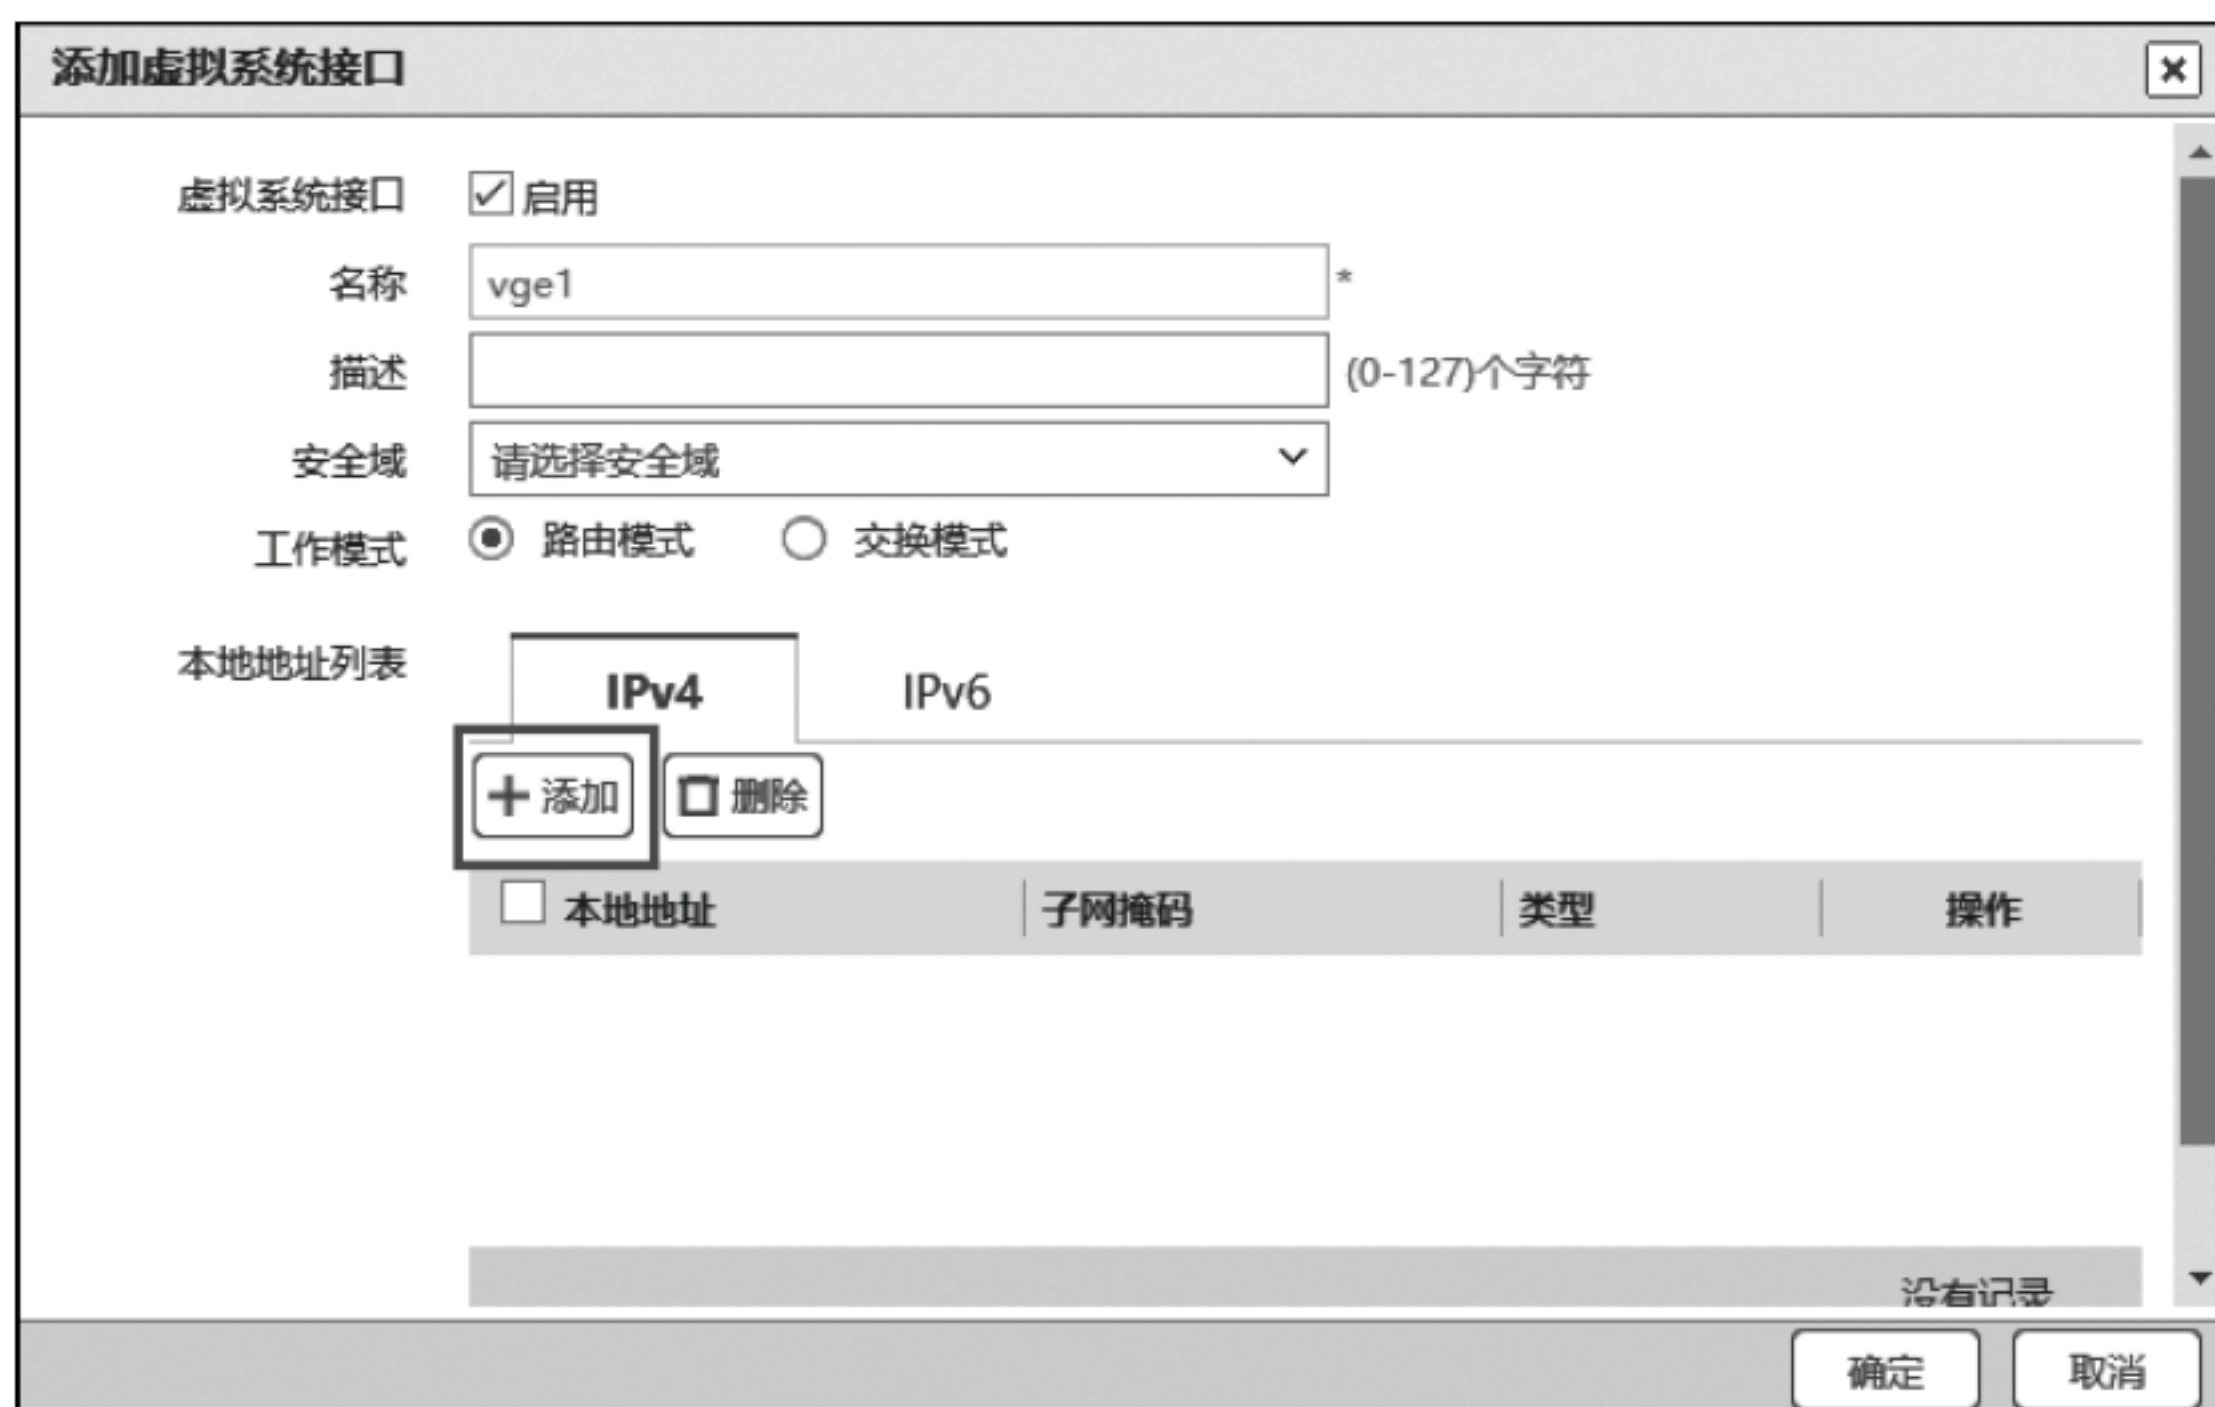 添加虚拟系统接口
虚拟系统接口 启用
名称 vge1 *
描述 (0-127)个字符
安全域 请选择安全域
工作模式 路由模式 交换模式
本地地址列表 IPv4 IPv6
添加 删除
本地地址 子网掩码 类型 操作
没有记录
确定 取消